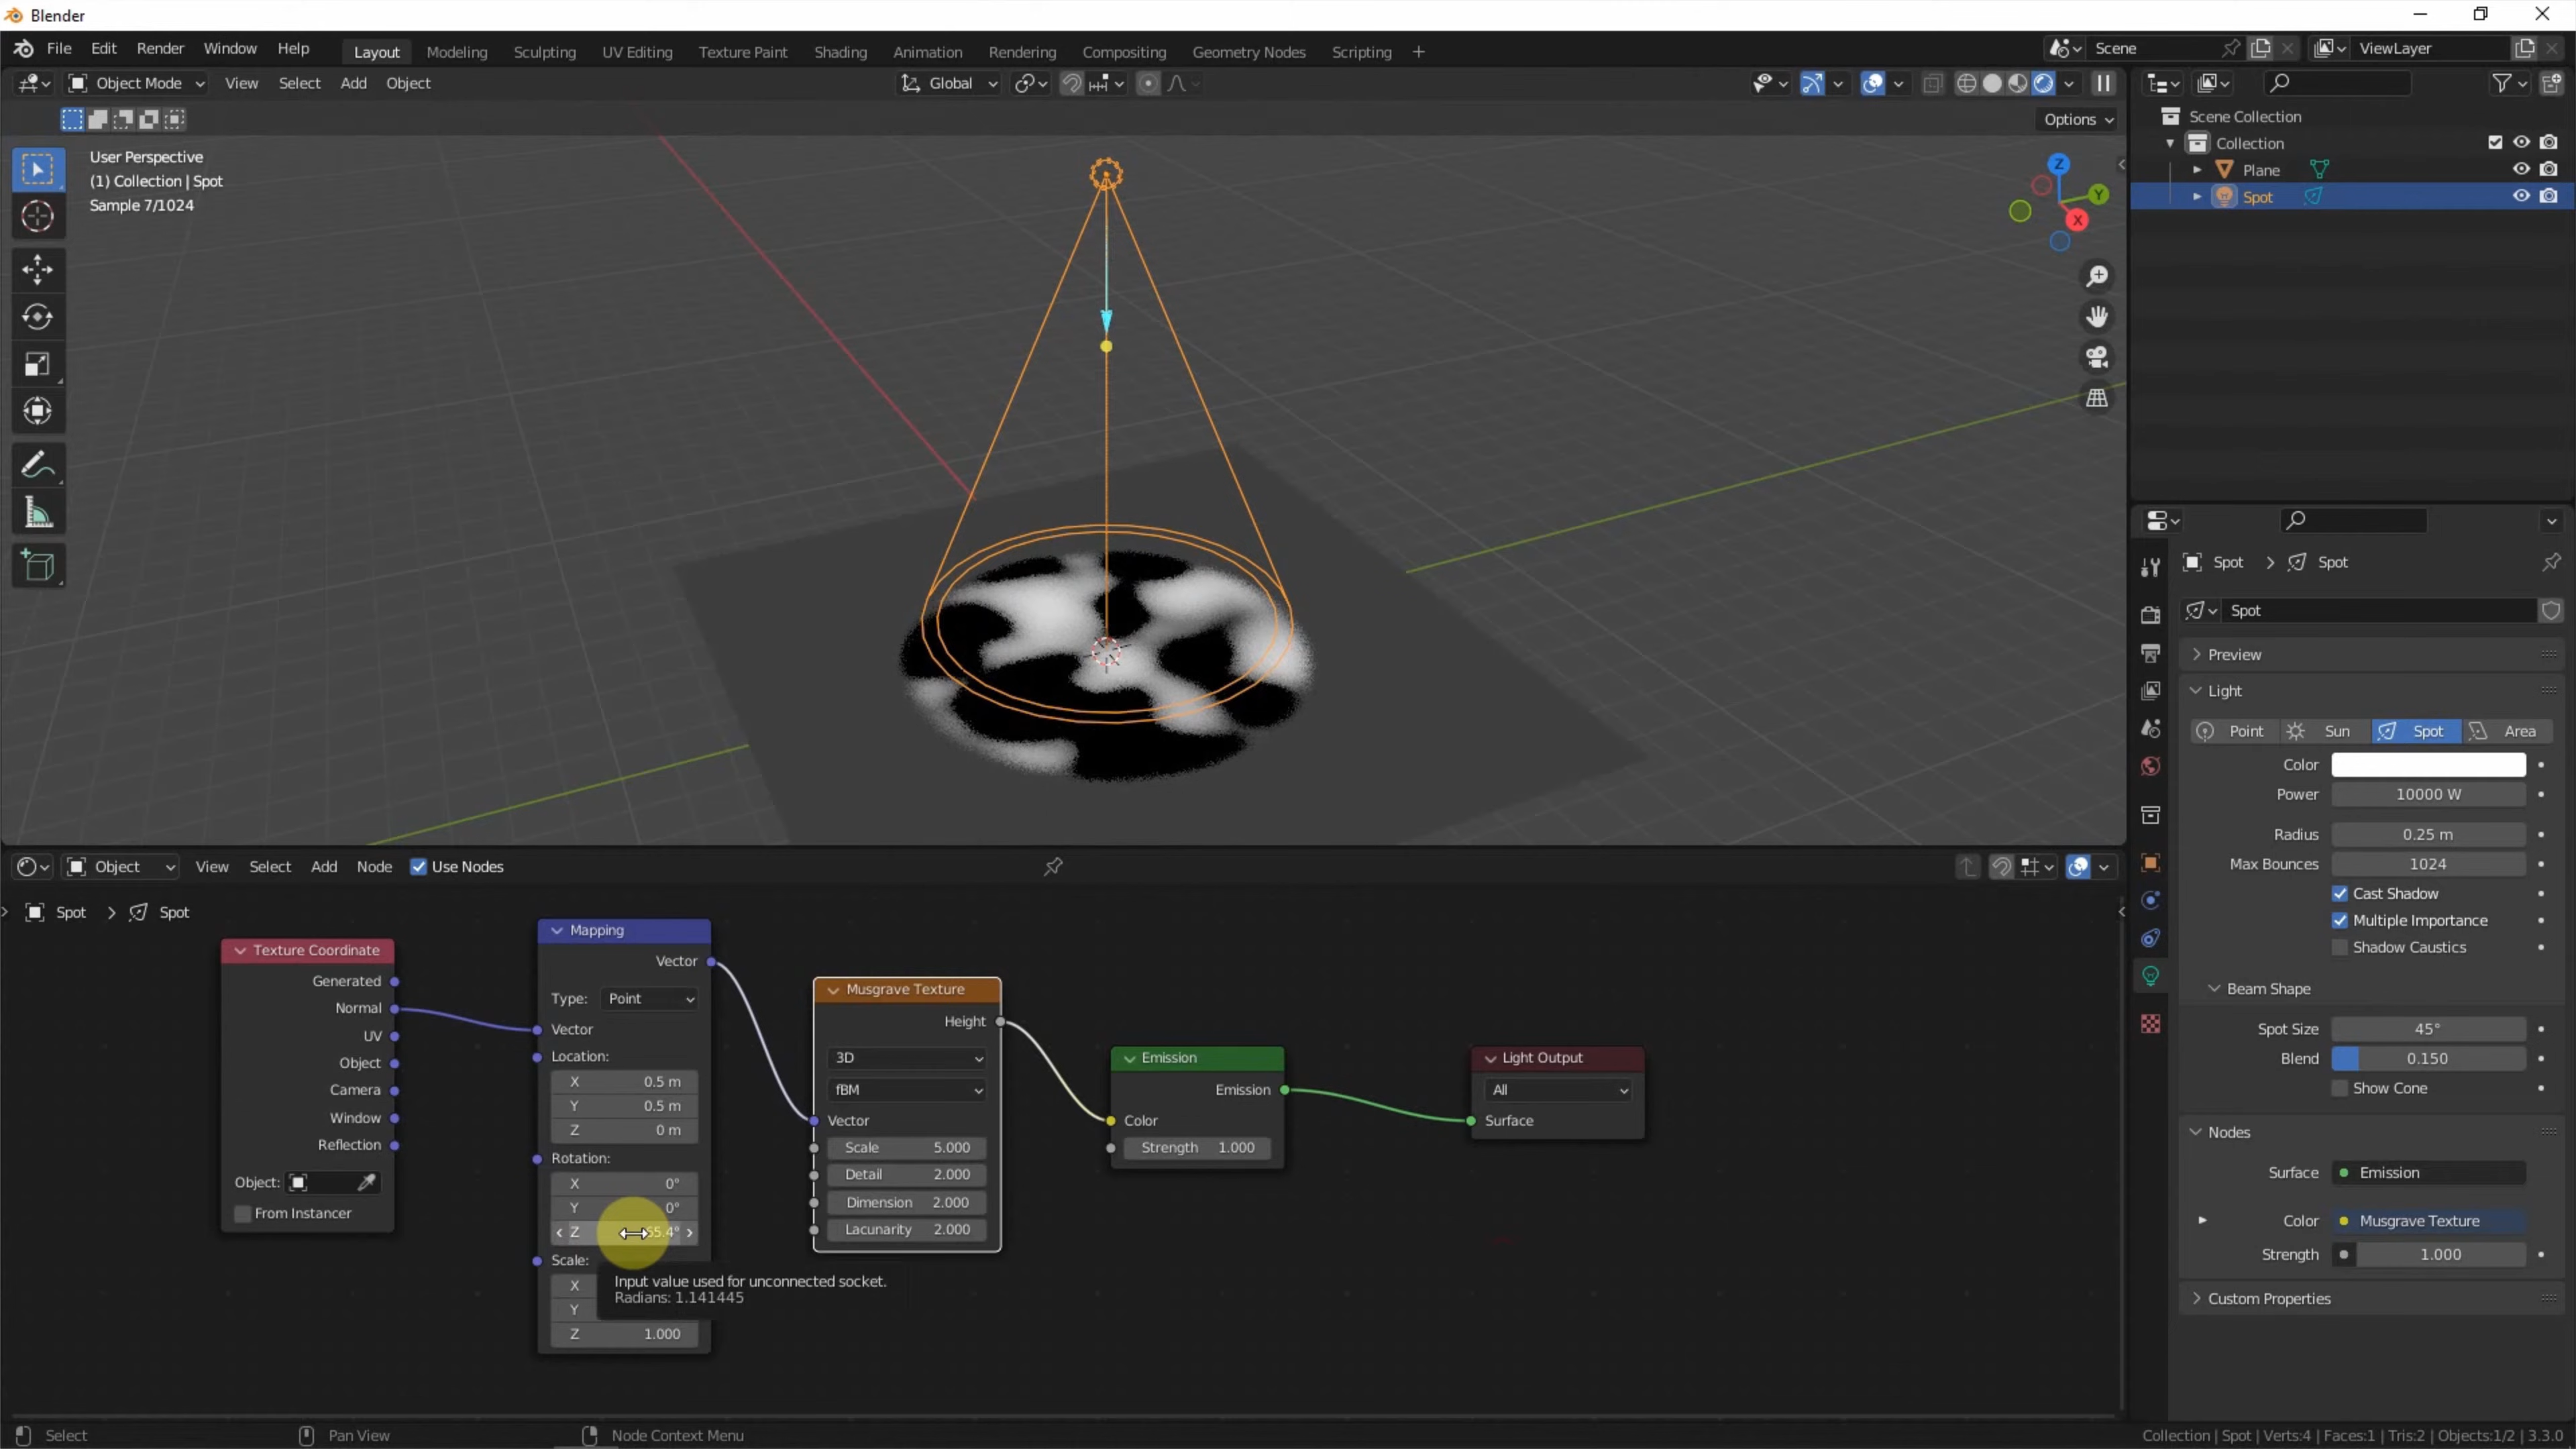 Blender
File Edit Render Window Help Layout Modeling Sculpting UV Editing Texture Paint Shading Animation Rendering Compositing Geometry Nodes Scripting + Scene ViewLayer
Object Mode View Select Add Object Global
Options
User Perspective
(1) Collection | Spot
Sample 7/1024
Z
Y
X
Scene Collection
Collection
Plane
Spot
Spot > Spot
Spot
Preview
Light
Point Sun Spot Area
Color
Power 10000 W
Radius 0.25 m
Max Bounces 1024
Cast Shadow
Multiple Importance
Shadow Caustics
Beam Shape
Spot Size 45°
Blend 0.150
Show Cone
Nodes
Surface Emission
Color Musgrave Texture
Strength 1.000
Custom Properties
Object View Select Add Node Use Nodes
Spot > Spot
Texture Coordinate
Generated
Normal
UV
Object
Camera
Window
Reflection
Object:
From Instancer
Mapping
Vector
Type: Point
Vector
Location:
X 0.5 m
Y 0.5 m
Z 0 m
Rotation:
X 0°
Y 0°
Z
Scale:
X
Y
Z 1.000
Input value used for unconnected socket.
Radians: 1.141445
Musgrave Texture
Height
3D
fBM
Vector
Scale 5.000
Detail 2.000
Dimension 2.000
Lacunarity 2.000
Emission
Emission
Color
Strength 1.000
Light Output
All
Surface
Select Pan View Node Context Menu Collection | Spot | Verts:4 | Faces:1 | Tris:2 | Objects:1/2 | 3.3.0